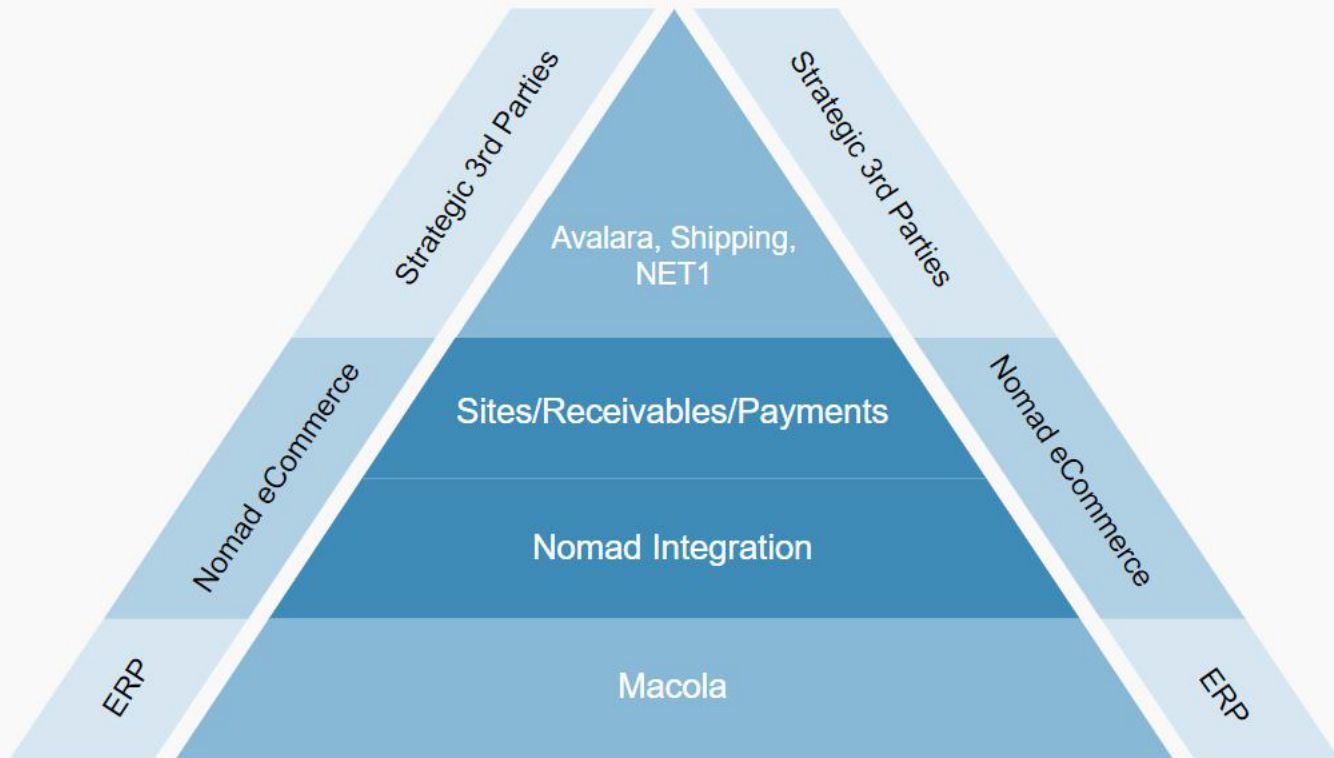 Strategic 3rd Parties
Strategic 3rd Parties
Avalara, Shipping,
NET1
Nomad eCommerce
Sites/Receivables/Payments
Nomad eCommerce
Nomad Integration
ERP
Macola
ERP